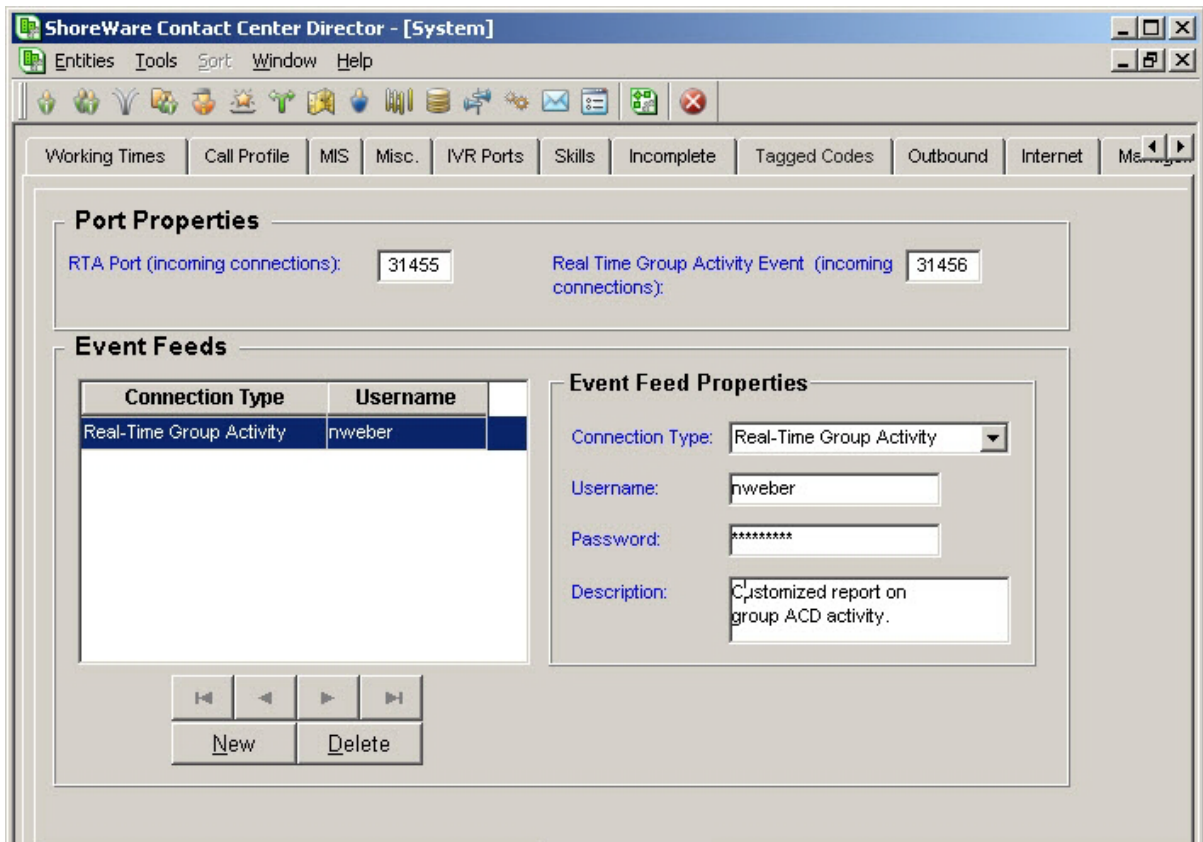 ShoreWare Contact Center Director - [System]
Entities Tools Sort Window Help
Working Times Call Profile MIS Misc. IVR Ports Skills Incomplete Tagged Codes Outbound Internet
Port Properties
RTA Port (incoming connections): 31455
Real Time Group Activity Event (incoming connections): 31456
Event Feeds
Connection Type Username
Real-Time Group Activity nweber
Event Feed Properties
Connection Type: Real-Time Group Activity
Username: nweber
Password: *********
Description: Customized report on
group ACD activity.
New Delete